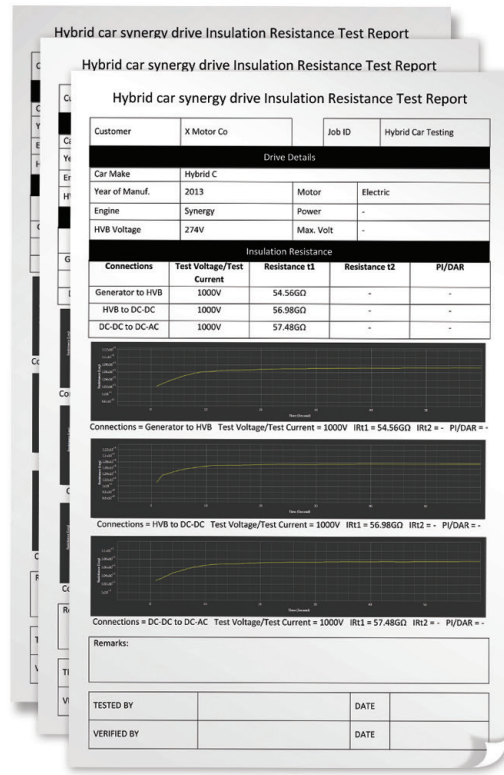 Hybrid car synergy drive Insulation Resistance Test Report
Hybrid car synergy drive Insulation Resistance Test Report
Hybrid car synergy drive Insulation Resistance Test Report
Customer X Motor Co Job ID Hybrid Car Testing
Drive Details
Car Make Hybrid C
Year of Manuf. 2013 Motor Electric
Engine Synergy Power -
HVB Voltage 274V Max. Volt -
Insulation Resistance
Connections Test Voltage/Test Current Resistance t1 Resistance t2 PI/DAR
Generator to HVB 1000V 54.56GΩ - -
HVB to DC-DC 1000V 56.98GΩ - -
DC-DC to DC-AC 1000V 57.48GΩ - -
Connections = Generator to HVB Test Voltage/Test Current = 1000V IRt1 = 54.56GΩ IRt2 = - PI/DAR = -
Connections = HVB to DC-DC Test Voltage/Test Current = 1000V IRt1 = 56.98GΩ IRt2 = - PI/DAR = -
Connections = DC-DC to DC-AC Test Voltage/Test Current = 1000V IRt1 = 57.48GΩ IRt2 = - PI/DAR = -
Remarks:
TESTED BY DATE
VERIFIED BY DATE